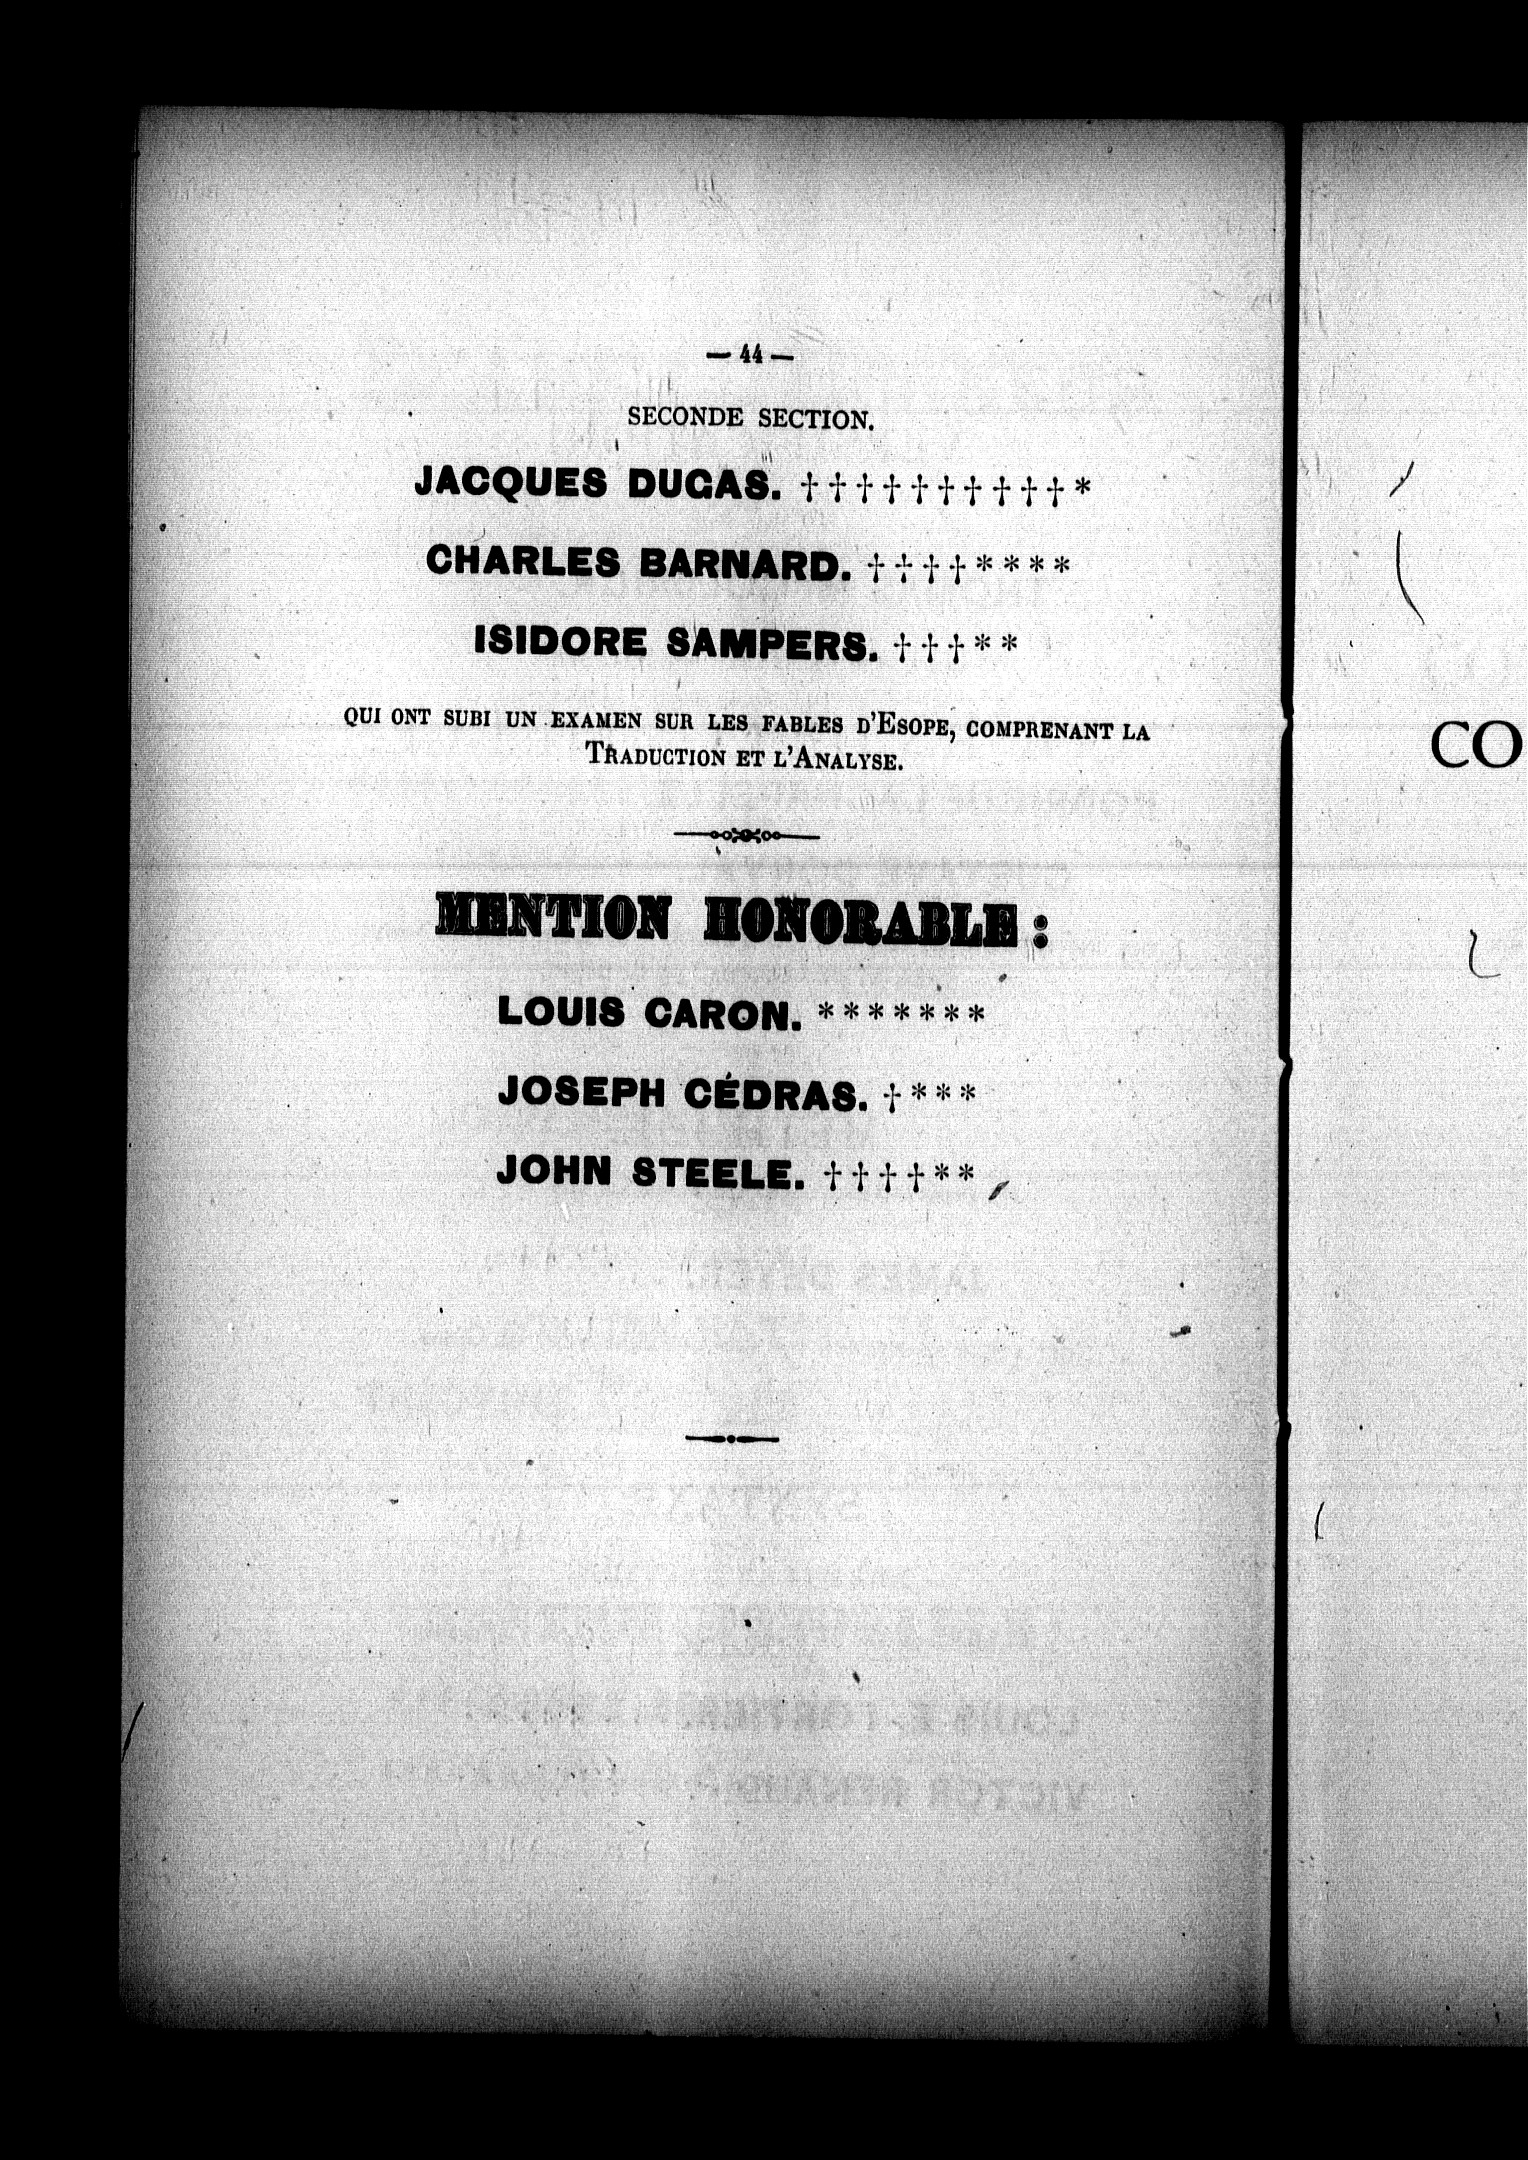 — 44 —
SECONDE SECTION.
JACQUES DUGAS. ††††††††††*
CHARLES BARNARD. ††††****
ISIDORE SAMPERS. †††**
QUI ONT SUBI UN EXAMEN SUR LES FABLES D'ESOPE, COMPRENANT LA
TRADUCTION ET L'ANALYSE.
MENTION HONORABLE:
LOUIS CARON. *******
JOSEPH CÉDRAS. †***
JOHN STEELE. ††††**
CO